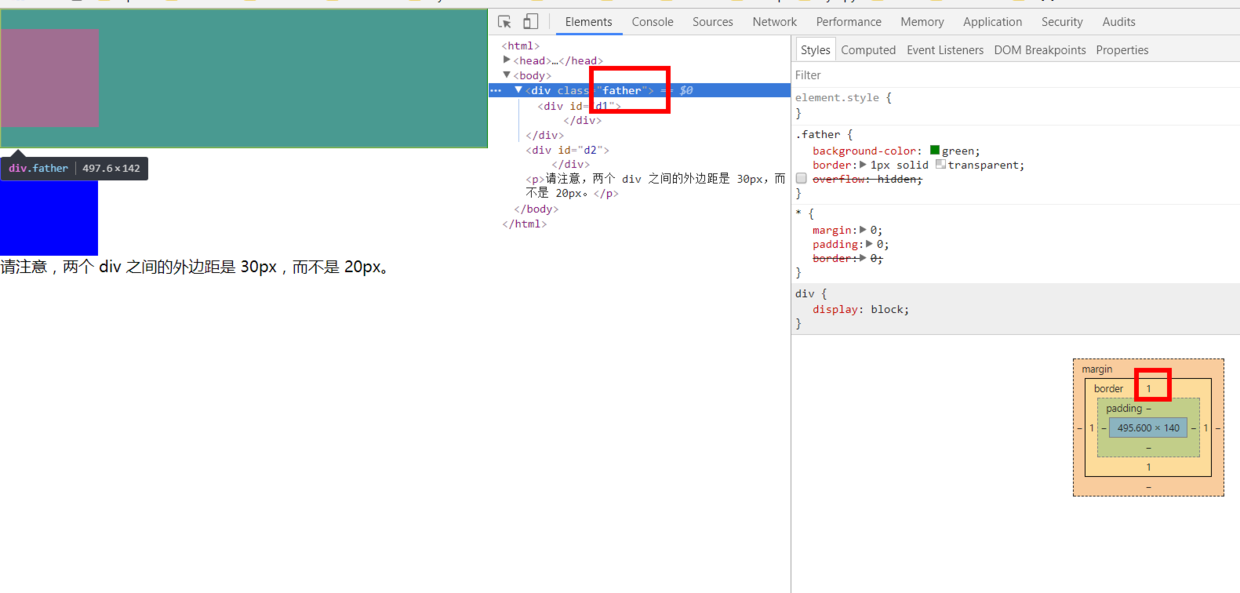 Elements Console Sources Network Performance Memory Application Security Audits
<html>
<head>…</head>
<body>
<div class="father"> == $0
<div id="d1">
</div>
</div>
<div id="d2">
</div>
<p>请注意，两个 div 之间的外边距是 30px，而
不是 20px。</p>
</body>
</html>
div.father 497.6×142
请注意，两个 div 之间的外边距是 30px，而不是 20px。
Styles Computed Event Listeners DOM Breakpoints Properties
Filter
element.style {
}
.father {
background-color: green;
border: 1px solid transparent;
overflow: hidden;
}
* {
margin: 0;
padding: 0;
border: 0;
}
div {
display: block;
}
margin
border 1
padding –
– 1 – 495.600 × 140 – 1 –
–
1
–